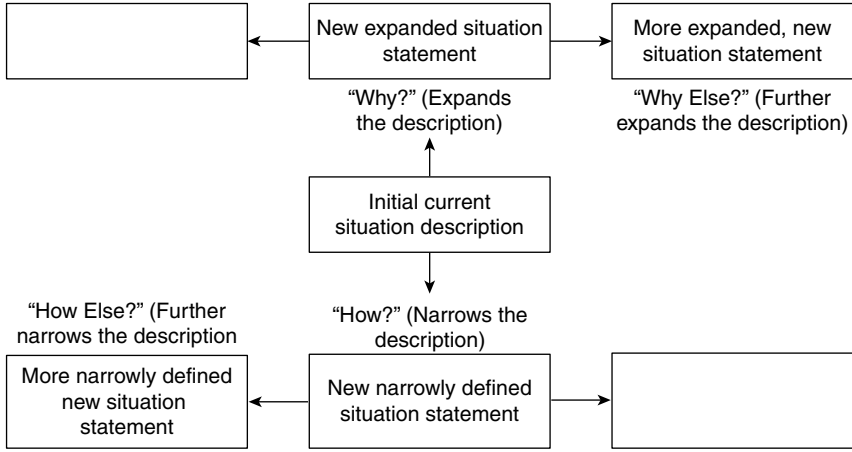 New expanded situation
statement
More expanded, new
situation statement
“Why?” (Expands
the description)
“Why Else?” (Further
expands the description)
Initial current
situation description
“How Else?” (Further
narrows the description
“How?” (Narrows the
description)
More narrowly defined
new situation
statement
New narrowly defined
situation statement